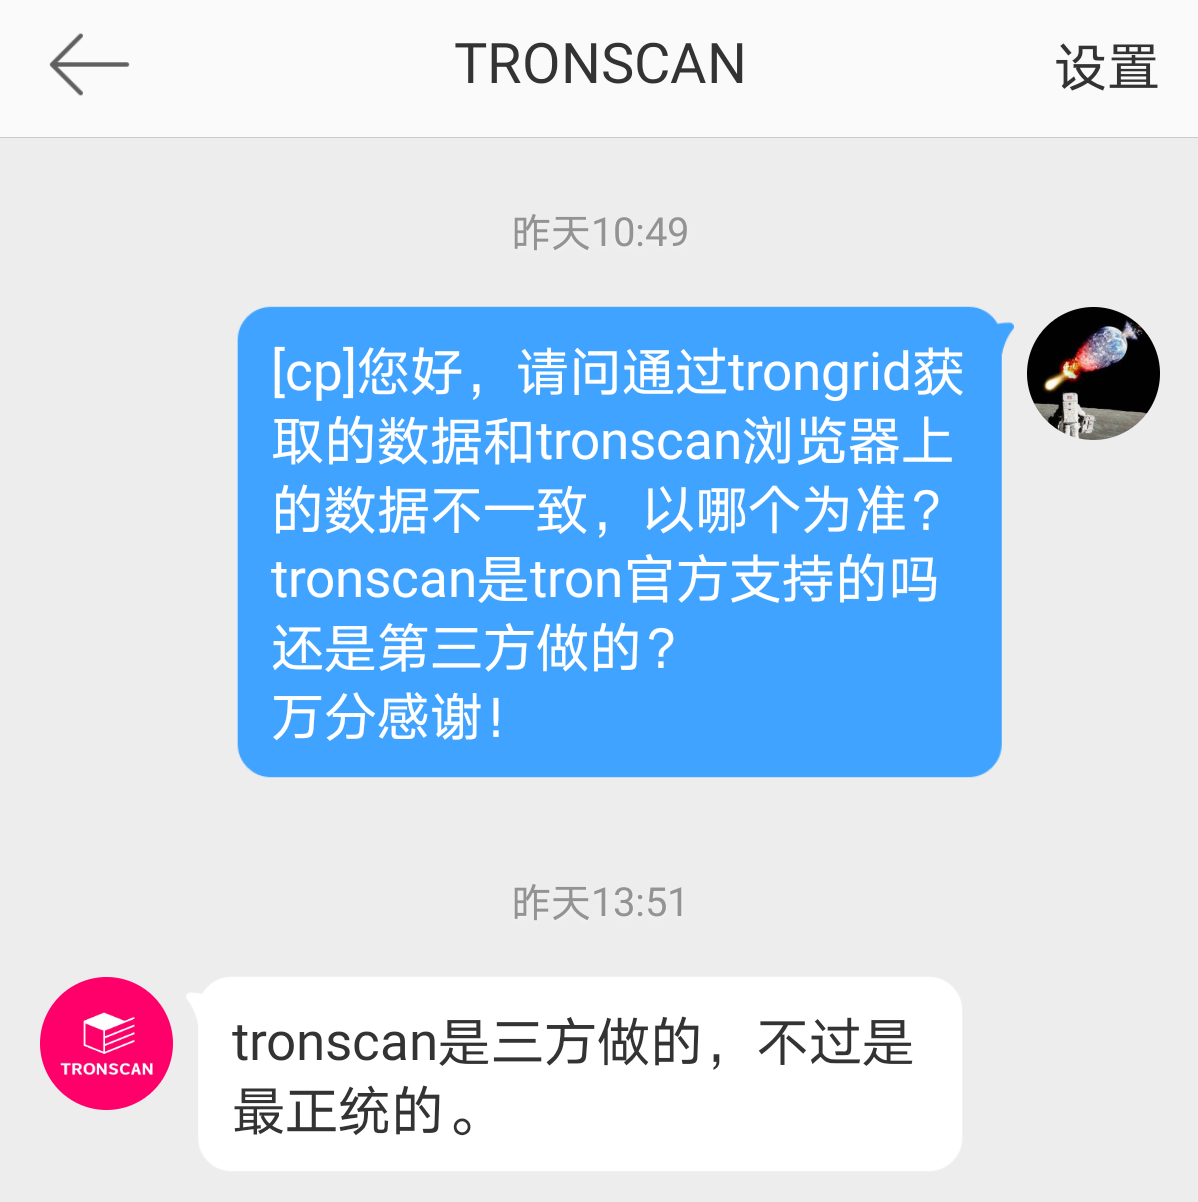 TRONSCAN
设置
昨天10:49
[cp]您好，请问通过trongrid获
取的数据和tronscan浏览器上
的数据不一致，以哪个为准？
tronscan是tron官方支持的吗
还是第三方做的？
万分感谢！
昨天13:51
TRONSCAN
tronscan是三方做的，不过是
最正统的。